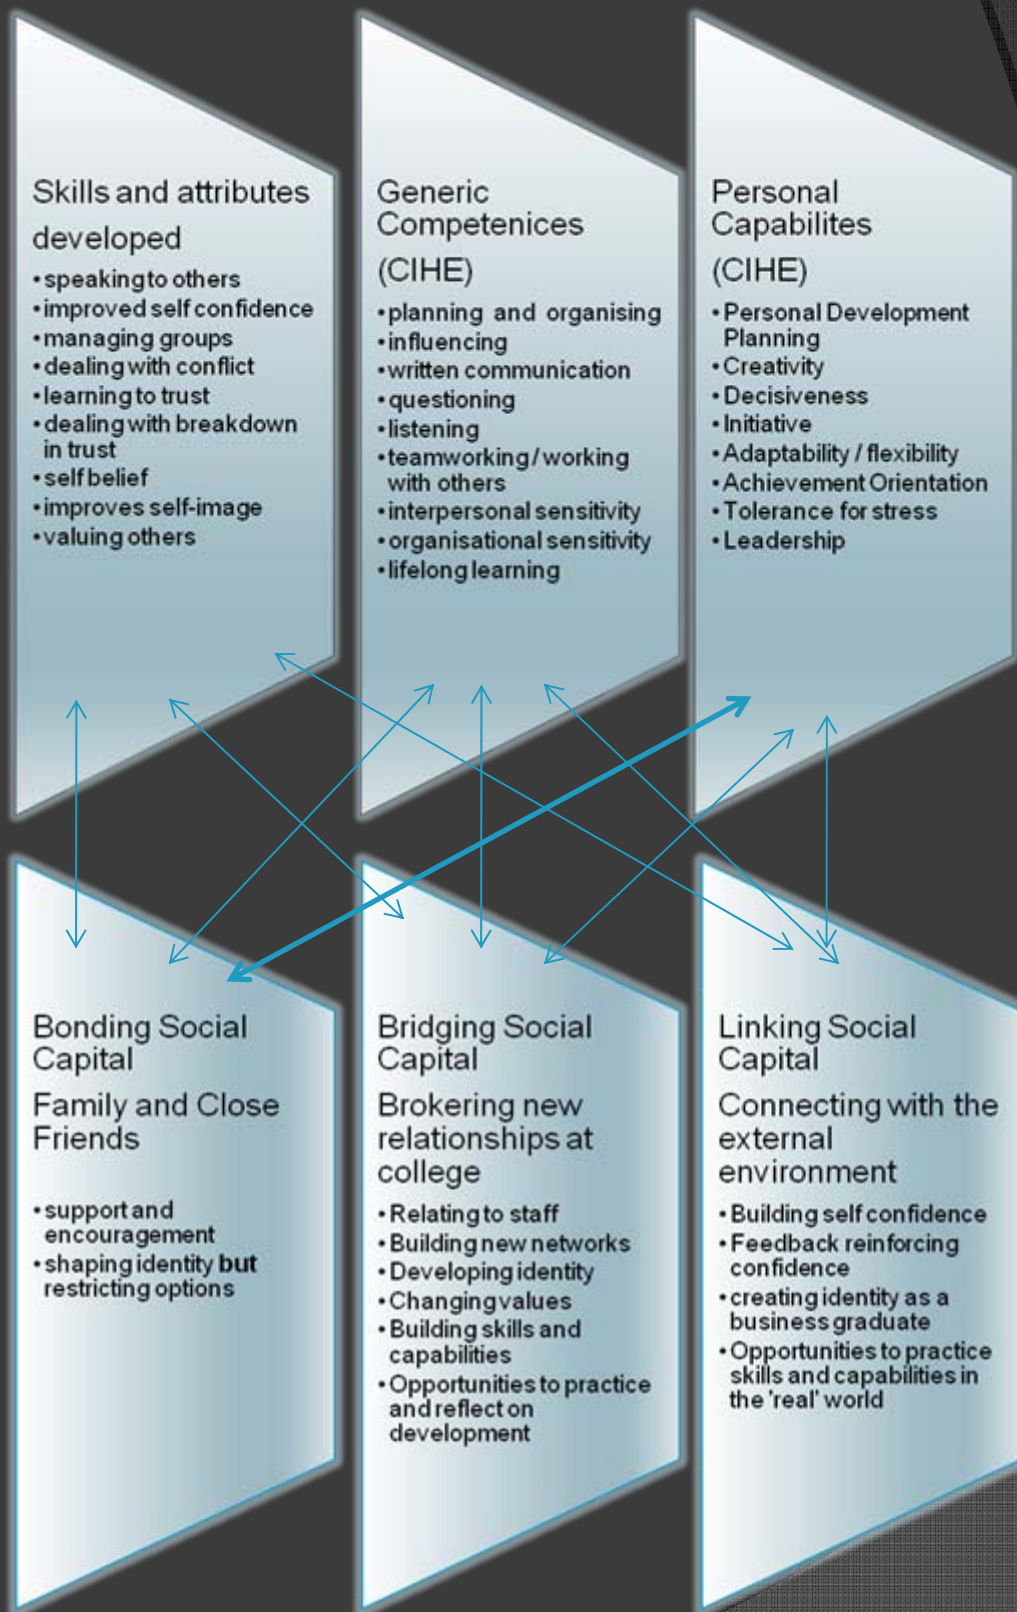 Skills and attributes
developed
• speaking to others
• improved self confidence
• managing groups
• dealing with conflict
• learning to trust
• dealing with breakdown
in trust
• self belief
• improves self-image
• valuing others
Generic
Competenices
(CIHE)
• planning and organising
• influencing
• written communication
• questioning
• listening
• teamworking / working
with others
• interpersonal sensitivity
• organisational sensitivity
• lifelong learning
Personal
Capabilites
(CIHE)
• Personal Development
Planning
• Creativity
• Decisiveness
• Initiative
• Adaptability / flexibility
• Achievement Orientation
• Tolerance for stress
• Leadership
Bonding Social
Capital
Family and Close
Friends
• support and
encouragement
• shaping identity but
restricting options
Bridging Social
Capital
Brokering new
relationships at
college
• Relating to staff
• Building new networks
• Developing identity
• Changing values
• Building skills and
capabilities
• Opportunities to practice
and reflect on
development
Linking Social
Capital
Connecting with the
external
environment
• Building self confidence
• Feedback reinforcing
confidence
• creating identity as a
business graduate
• Opportunities to practice
skills and capabilities in
the 'real' world